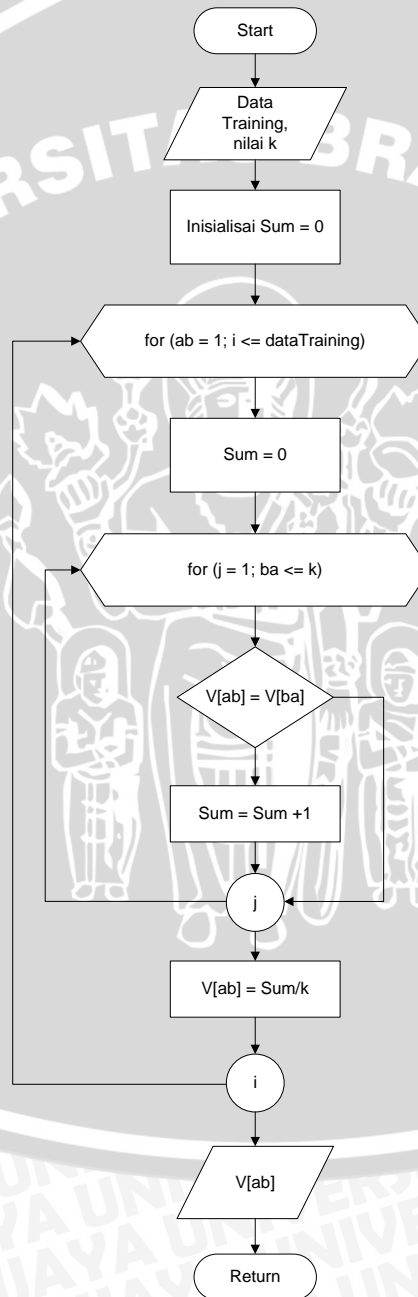 Start
Data
Training,
nilai k
Inisialisai Sum = 0
for (ab = 1; i <= dataTraining)
Sum = 0
for (j = 1; ba <= k)
V[ab] = V[ba]
Sum = Sum +1
j
V[ab] = Sum/k
i
V[ab]
Return